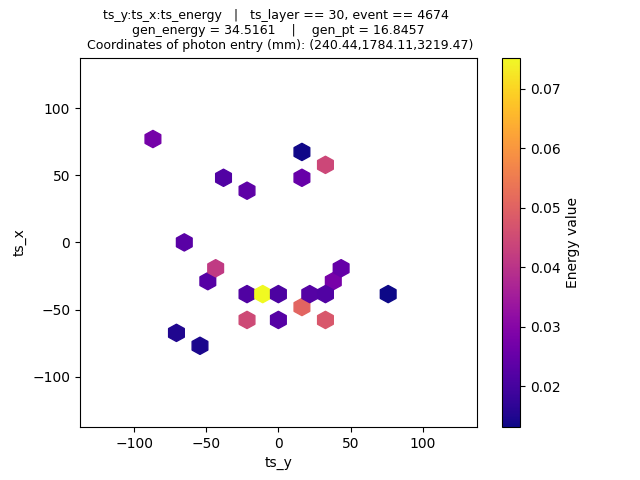 ts_y:ts_x:ts_energy | ts_layer == 30, event == 4674
gen_energy = 34.5161 | gen_pt = 16.8457
Coordinates of photon entry (mm): (240.44,1784.11,3219.47)
100
50
0
−50
−100
ts_x
−100
−50
0
50
100
ts_y
0.07
0.06
0.05
0.04
0.03
0.02
Energy value